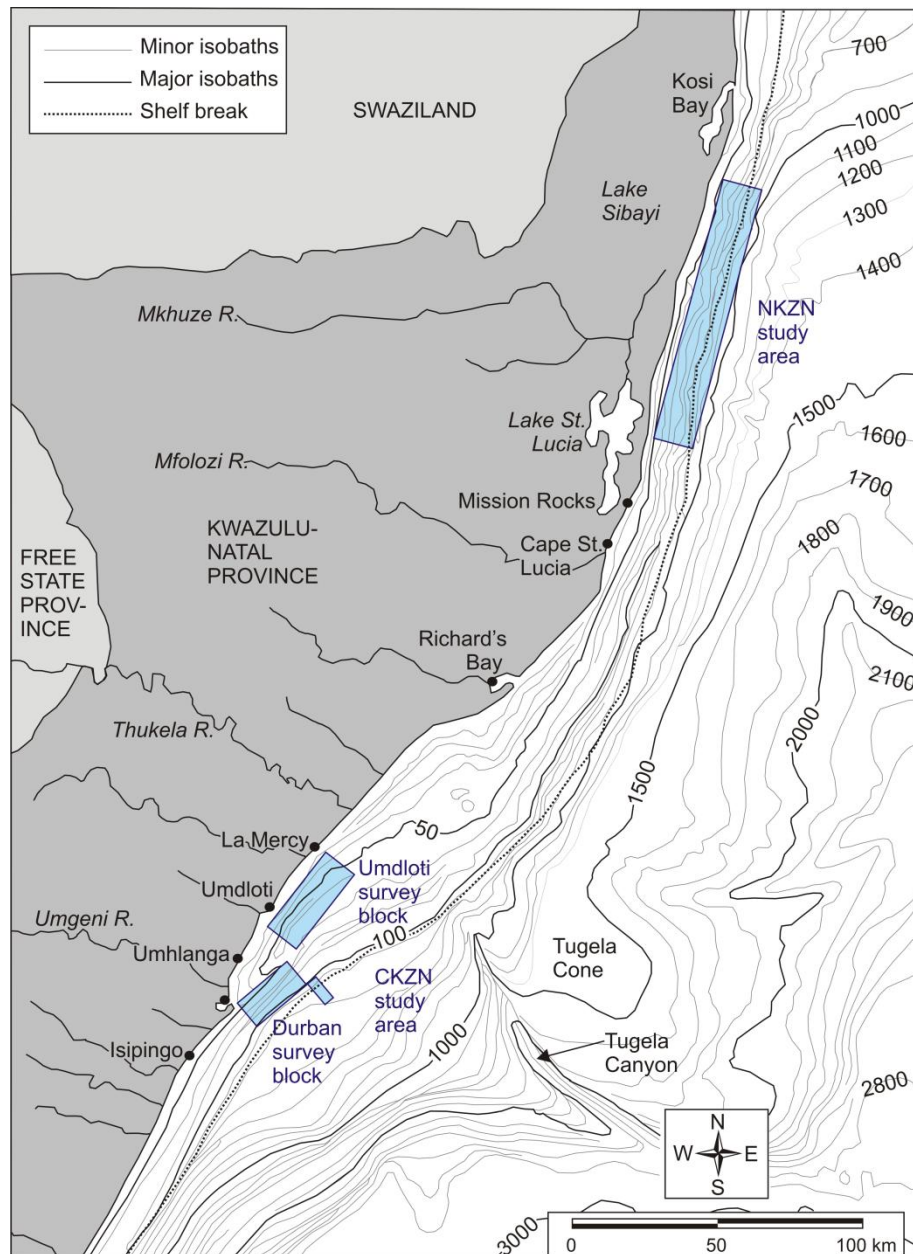 Minor isobaths
Major isobaths
Shelf break
SWAZILAND
Kosi
Bay
700
1000
1100
1200
1300
1400
Lake
Sibayi
Mkhuze R.
NKZN
study
area
1500
1600
1700
1800
1900
2100
2000
Lake St.
Lucia
Mfolozi R.
Mission Rocks
Cape St.
Lucia
KWAZULU-
NATAL
PROVINCE
FREE
STATE
PROV-
INCE
Richard's
Bay
Thukela R.
1500
50
La Mercy
Umdloti
Umdloti
survey
block
Umgeni R.
100
Umhlanga
Tugela
Cone
CKZN
study
area
Durban
survey
block
1000
Isipingo
Tugela
Canyon
2800
N
W E
S
3000
0 50 100 km